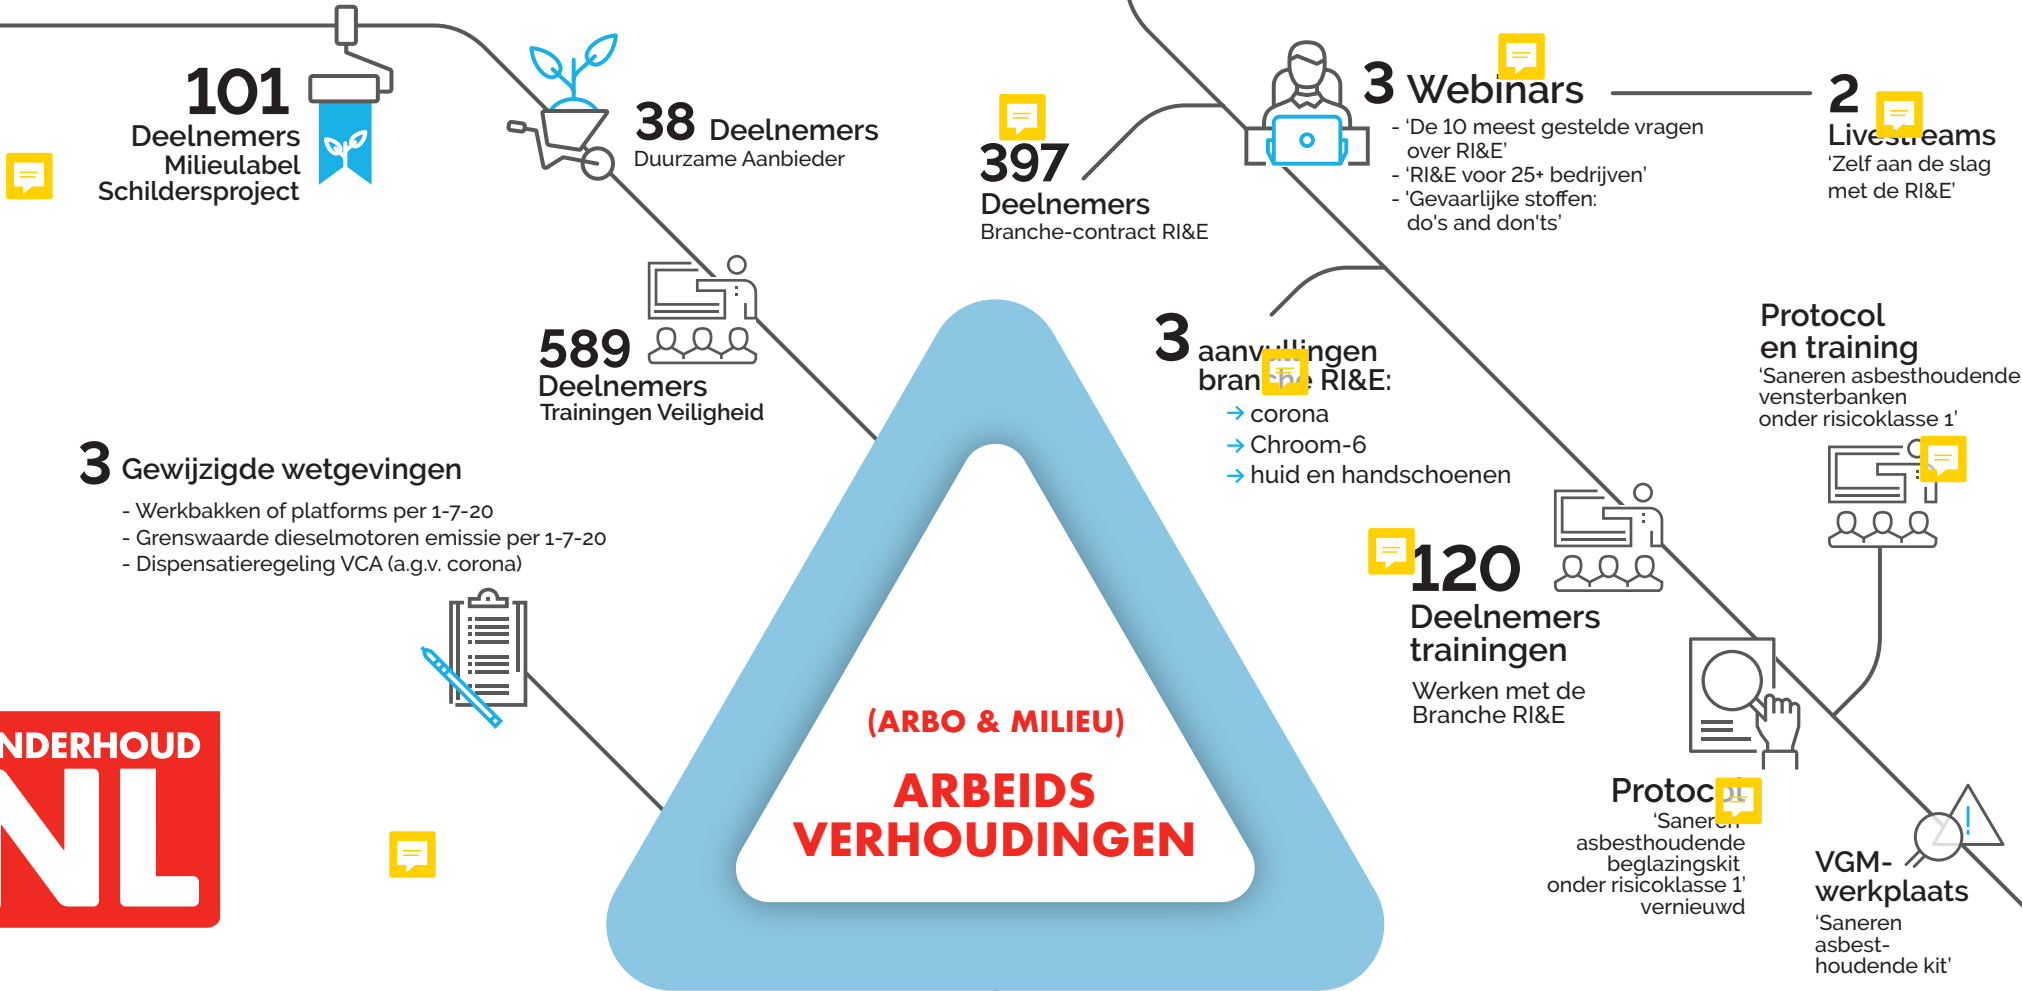 101
Deelnemers
Milieulabel
Schildersproject
38 Deelnemers
Duurzame Aanbieder
589
Deelnemers
Trainingen Veiligheid
3 Gewijzigde wetgevingen
- Werkbakken of platforms per 1-7-20
- Grenswaarde dieselmotoren emissie per 1-7-20
- Dispensatieregeling VCA (a.g.v. corona)
NDERHOUD
NL
(ARBO & MILIEU)
ARBEIDS
VERHOUDINGEN
397
Deelnemers
Branche-contract RI&E
3 Webinars
- ‘De 10 meest gestelde vragen
over RI&E’
- ‘RI&E voor 25+ bedrijven’
- 'Gevaarlijke stoffen:
do's and don'ts’
2
Livestreams
‘Zelf aan de slag
met de RI&E’
3 aanvullingen
branche RI&E:
→ corona
→ Chroom-6
→ huid en handschoenen
120
Deelnemers
trainingen
Werken met de
Branche RI&E
Protocol
en training
‘Saneren asbesthoudende
vensterbanken
onder risicoklasse 1’
Protocol
‘Saneren
asbesthoudende
beglazingskit
onder risicoklasse 1’
vernieuwd
VGM-
werkplaats
‘Saneren
asbest-
houdende kit’